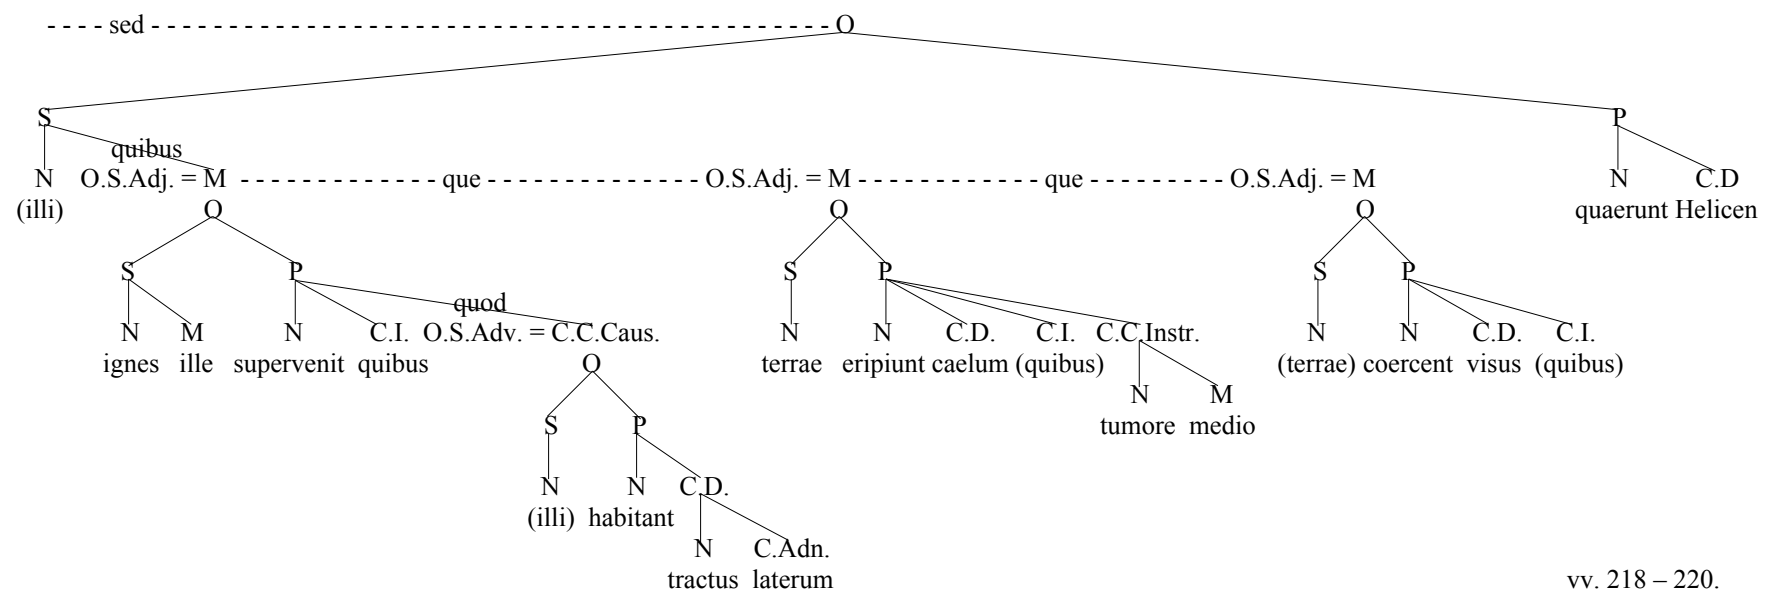 - - - - sed - - - - - - - - - - - - - - - - - - - - - - - - - - - - - - - - - - - - - - - - - - - - - - - - - O
S P
quibus
N O.S.Adj. = M - - - - - - - - - - - - - que - - - - - - - - - - - - - - O.S.Adj. = M - - - - - - - - - - - - que - - - - - - - - - O.S.Adj. = M N C.D
(illi) O O O quaerunt Helicen
S P S P S P
quod
N M N C.I. O.S.Adv. = C.C.Caus. N N C.D. C.I. C.C.Instr. N N C.D. C.I.
ignes ille supervenit quibus O terrae eripiunt caelum (quibus) (terrae) coercent visus (quibus)
N M
S P tumore medio
N N C.D.
(illi) habitant
N C.Adn.
tractus laterum vv. 218 – 220.